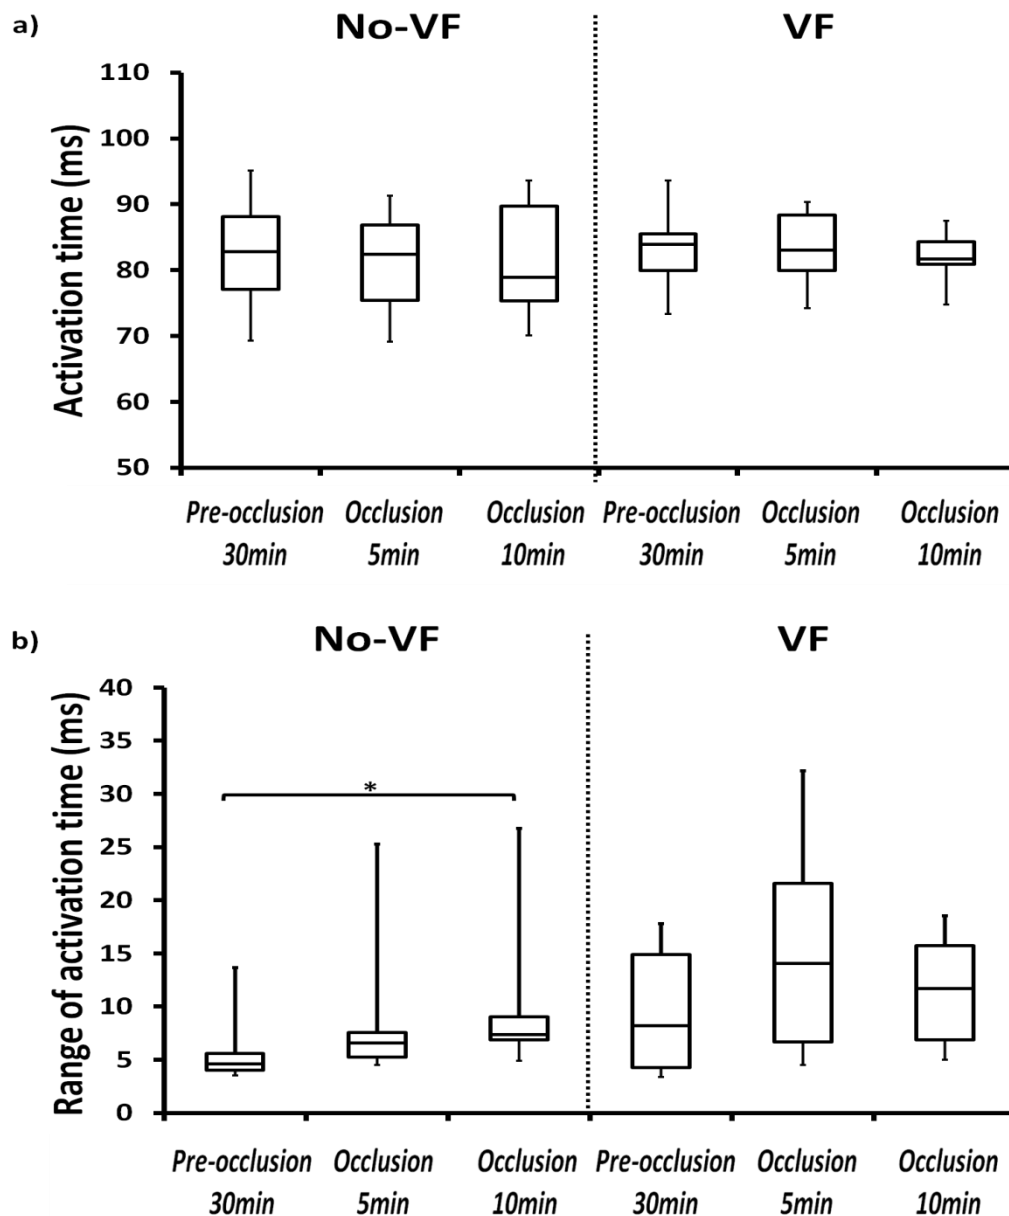 a)
No-VF VF
Activation time (ms)
110
100
90
80
70
60
50
Pre-occlusion Occlusion Occlusion Pre-occlusion Occlusion Occlusion
30min 5min 10min 30min 5min 10min
b)
No-VF VF
Range of activation time (ms)
40
35
30
*
25
20
15
10
5
0
Pre-occlusion Occlusion Occlusion Pre-occlusion Occlusion Occlusion
30min 5min 10min 30min 5min 10min